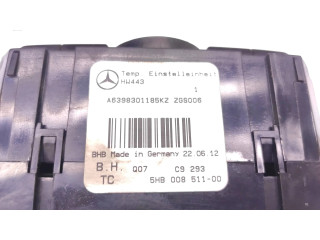 Temp. Einstelleinheit
HW443
1
A6398301185KZ ZGS006
BHB Made in Germany 22.06.12
B.H. Q07 C9 293
TC 5HB 008 511-00